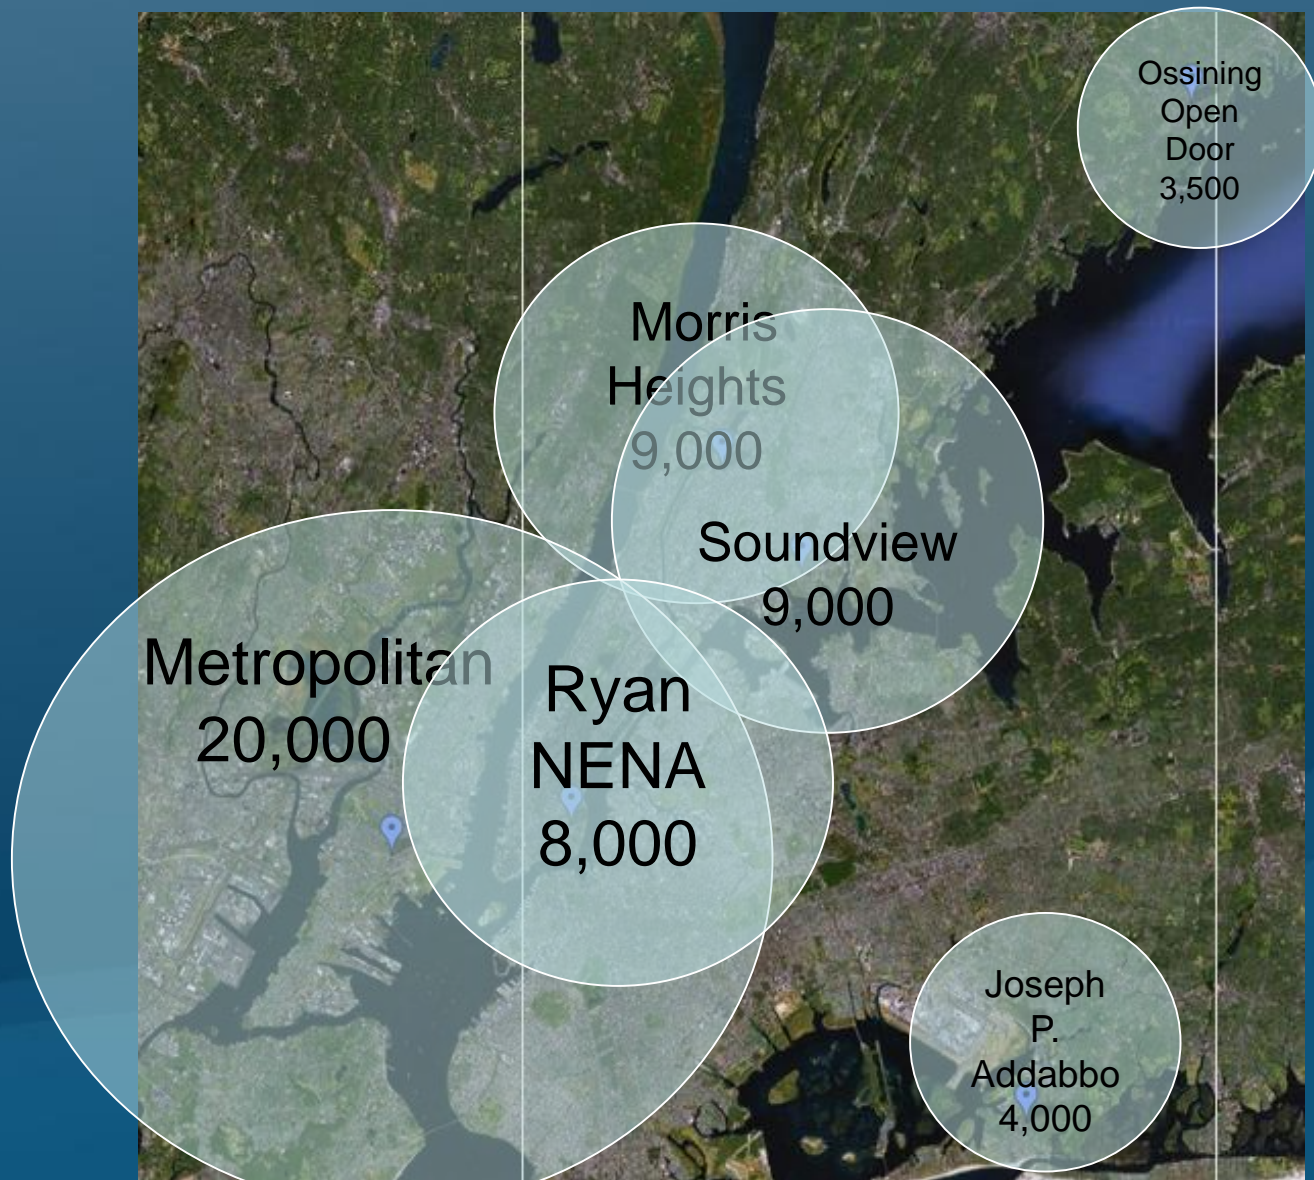 Ossining
Open
Door
3,500
Morris
Heights
9,000
Soundview
9,000
Metropolitan
20,000
Ryan
NENA
8,000
Joseph
P.
Addabbo
4,000